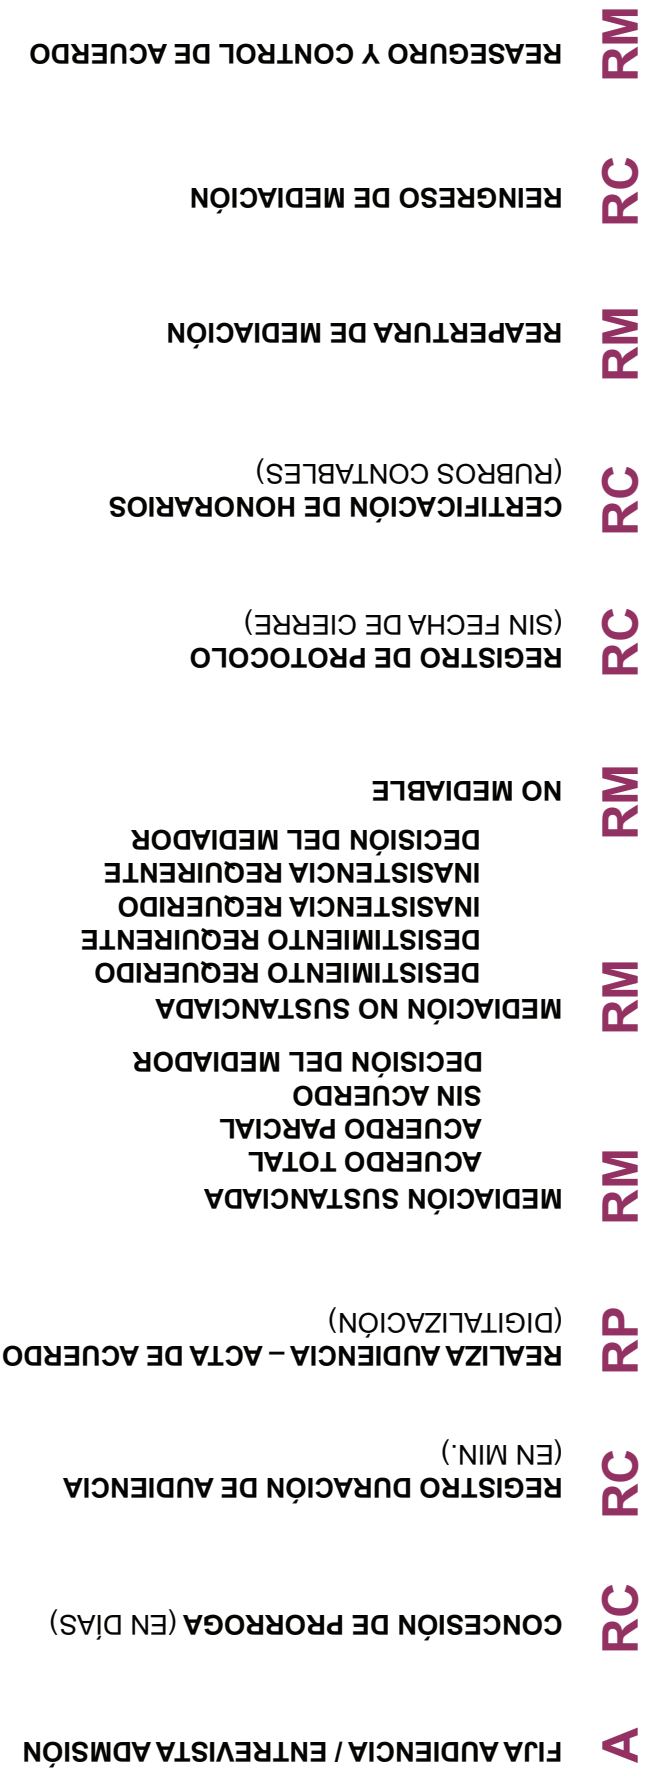 A FIJA AUDIENCIA / ENTREVISTA ADMSIÓN
RC CONCESIÓN DE PRORROGA (EN DÍAS)
RC REGISTRO DURACIÓN DE AUDIENCIA
(EN MIN.)
RP REALIZA AUDIENCIA – ACTA DE ACUERDO
(DIGITALIZACIÓN)
RM MEDIACIÓN SUSTANCIADA
ACUERDO TOTAL
ACUERDO PARCIAL
SIN ACUERDO
DECISIÓN DEL MEDIADOR
RM MEDIACIÓN NO SUSTANCIADA
DESISTIMIENTO REQUERIDO
DESISTIMIENTO REQUIRENTE
INASISTENCIA REQUERIDO
INASISTENCIA REQUIRENTE
DECISIÓN DEL MEDIADOR
RM NO MEDIABLE
RC REGISTRO DE PROTOCOLO
(SIN FECHA DE CIERRE)
RC CERTIFICACIÓN DE HONORARIOS
(RUBROS CONTABLES)
RM REAPERTURA DE MEDIACIÓN
RC REINGRESO DE MEDIACIÓN
RM REASEGURO Y CONTROL DE ACUERDO